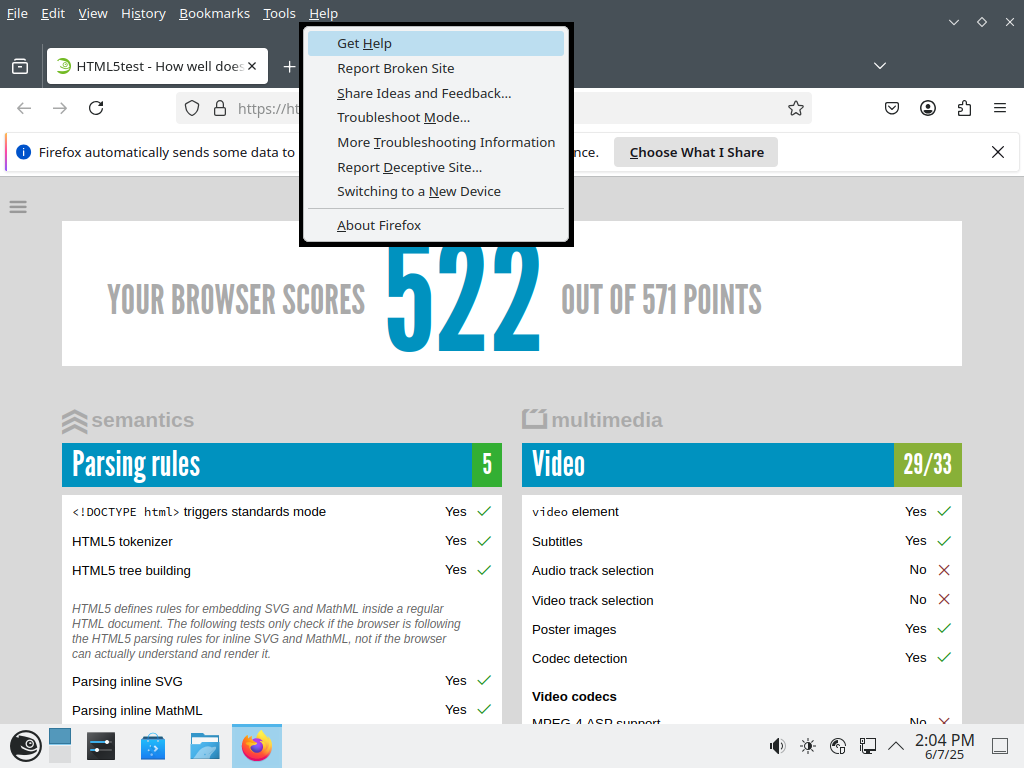 File Edit View History Bookmarks Tools Help
HTML5test - How well does
https://ht
Get Help
Report Broken Site
Share Ideas and Feedback...
Troubleshoot Mode...
More Troubleshooting Information
Report Deceptive Site...
Switching to a New Device
About Firefox
Firefox automatically sends some data to
nce.
Choose What I Share
YOUR BROWSER SCORES 522 OUT OF 571 POINTS
semantics
Parsing rules 5
<!DOCTYPE html> triggers standards mode Yes
HTML5 tokenizer Yes
HTML5 tree building Yes
HTML5 defines rules for embedding SVG and MathML inside a regular
HTML document. The following tests only check if the browser is following
the HTML5 parsing rules for inline SVG and MathML, not if the browser
can actually understand and render it.
Parsing inline SVG Yes
Parsing inline MathML Yes
multimedia
Video 29/33
video element Yes
Subtitles Yes
Audio track selection No
Video track selection No
Poster images Yes
Codec detection Yes
Video codecs
MPEG-4 ASP support No
2:04 PM
6/7/25